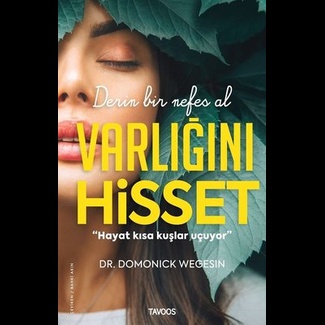 Derin bir nefes al
VARLIĞINI
HİSSET
“Hayat kısa kuşlar uçuyor”
DR. DOMONICK WEGESIN
TAVOOS